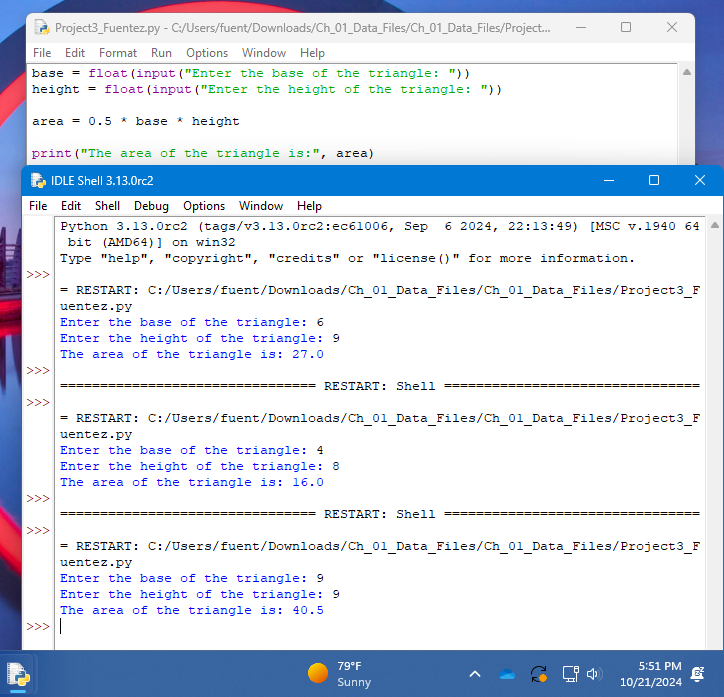 Project3_Fuentez.py - C:/Users/fuent/Downloads/Ch_01_Data_Files/Ch_01_Data_Files/Project...
File Edit Format Run Options Window Help
base = float(input("Enter the base of the triangle: "))
height = float(input("Enter the height of the triangle: "))
area = 0.5 * base * height
print("The area of the triangle is:", area)
IDLE Shell 3.13.0rc2
File Edit Shell Debug Options Window Help
Python 3.13.0rc2 (tags/v3.13.0rc2:ec61006, Sep  6 2024, 22:13:49) [MSC v.1940 64
bit (AMD64)] on win32
Type "help", "copyright", "credits" or "license()" for more information.
>>>
= RESTART: C:/Users/fuent/Downloads/Ch_01_Data_Files/Ch_01_Data_Files/Project3_F
uentez.py
Enter the base of the triangle: 6
Enter the height of the triangle: 9
The area of the triangle is: 27.0
>>>
================================ RESTART: Shell ================================
>>>
= RESTART: C:/Users/fuent/Downloads/Ch_01_Data_Files/Ch_01_Data_Files/Project3_F
uentez.py
Enter the base of the triangle: 4
Enter the height of the triangle: 8
The area of the triangle is: 16.0
>>>
================================ RESTART: Shell ================================
>>>
= RESTART: C:/Users/fuent/Downloads/Ch_01_Data_Files/Ch_01_Data_Files/Project3_F
uentez.py
Enter the base of the triangle: 9
Enter the height of the triangle: 9
The area of the triangle is: 40.5
>>>
79°F
Sunny
5:51 PM
10/21/2024